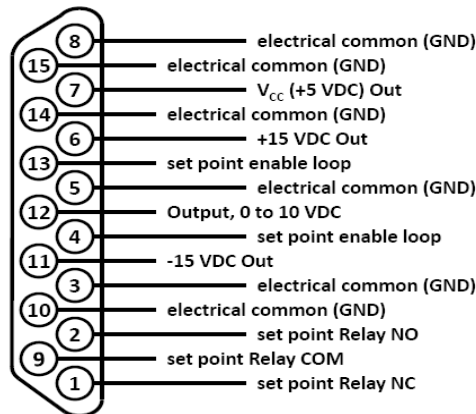 8 electrical common (GND)
15 electrical common (GND)
7 VCC (+5 VDC) Out
14 electrical common (GND)
6 +15 VDC Out
13 set point enable loop
5 electrical common (GND)
12 Output, 0 to 10 VDC
4 set point enable loop
11 -15 VDC Out
3 electrical common (GND)
10 electrical common (GND)
2 set point Relay NO
9 set point Relay COM
1 set point Relay NC